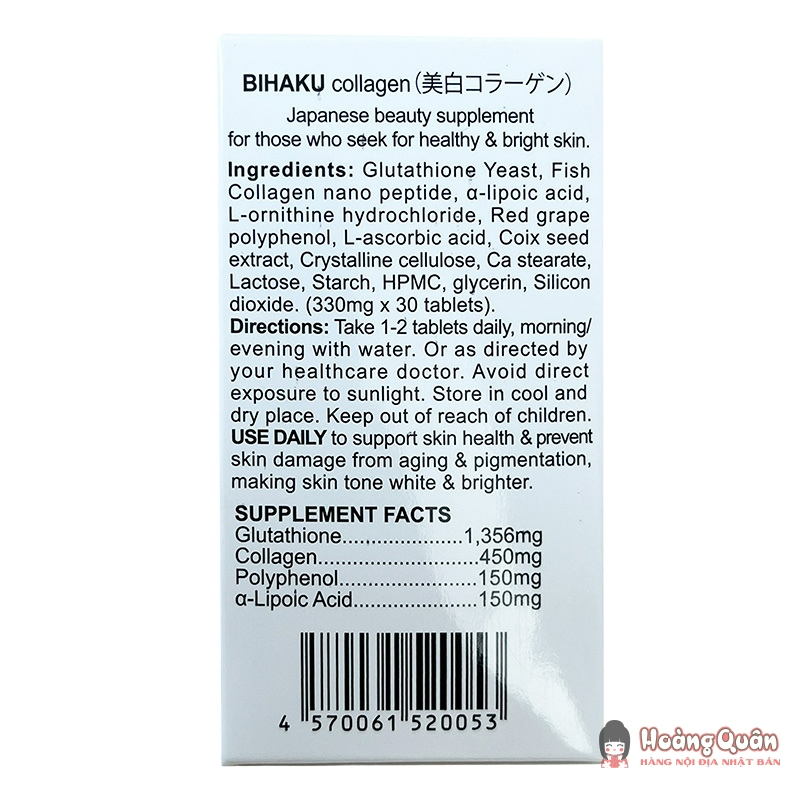 BIHAKU collagen (美白コラーゲン)
Japanese beauty supplement
for those who seek for healthy & bright skin.
Ingredients: Glutathione Yeast, Fish
Collagen nano peptide, α-lipoic acid,
L-ornithine hydrochloride, Red grape
polyphenol, L-ascorbic acid, Coix seed
extract, Crystalline cellulose, Ca stearate,
Lactose, Starch, HPMC, glycerin, Silicon
dioxide. (330mg x 30 tablets).
Directions: Take 1-2 tablets daily, morning/
evening with water. Or as directed by
your healthcare doctor. Avoid direct
exposure to sunlight. Store in cool and
dry place. Keep out of reach of children.
USE DAILY to support skin health & prevent
skin damage from aging & pigmentation,
making skin tone white & brighter.
SUPPLEMENT FACTS
Glutathione......................1,356mg
Collagen.............................450mg
Polyphenol.........................150mg
α-Lipoic Acid......................150mg
4 570061 520053
Hoàng Quân
HÀNG NỘI ĐỊA NHẬT BẢN